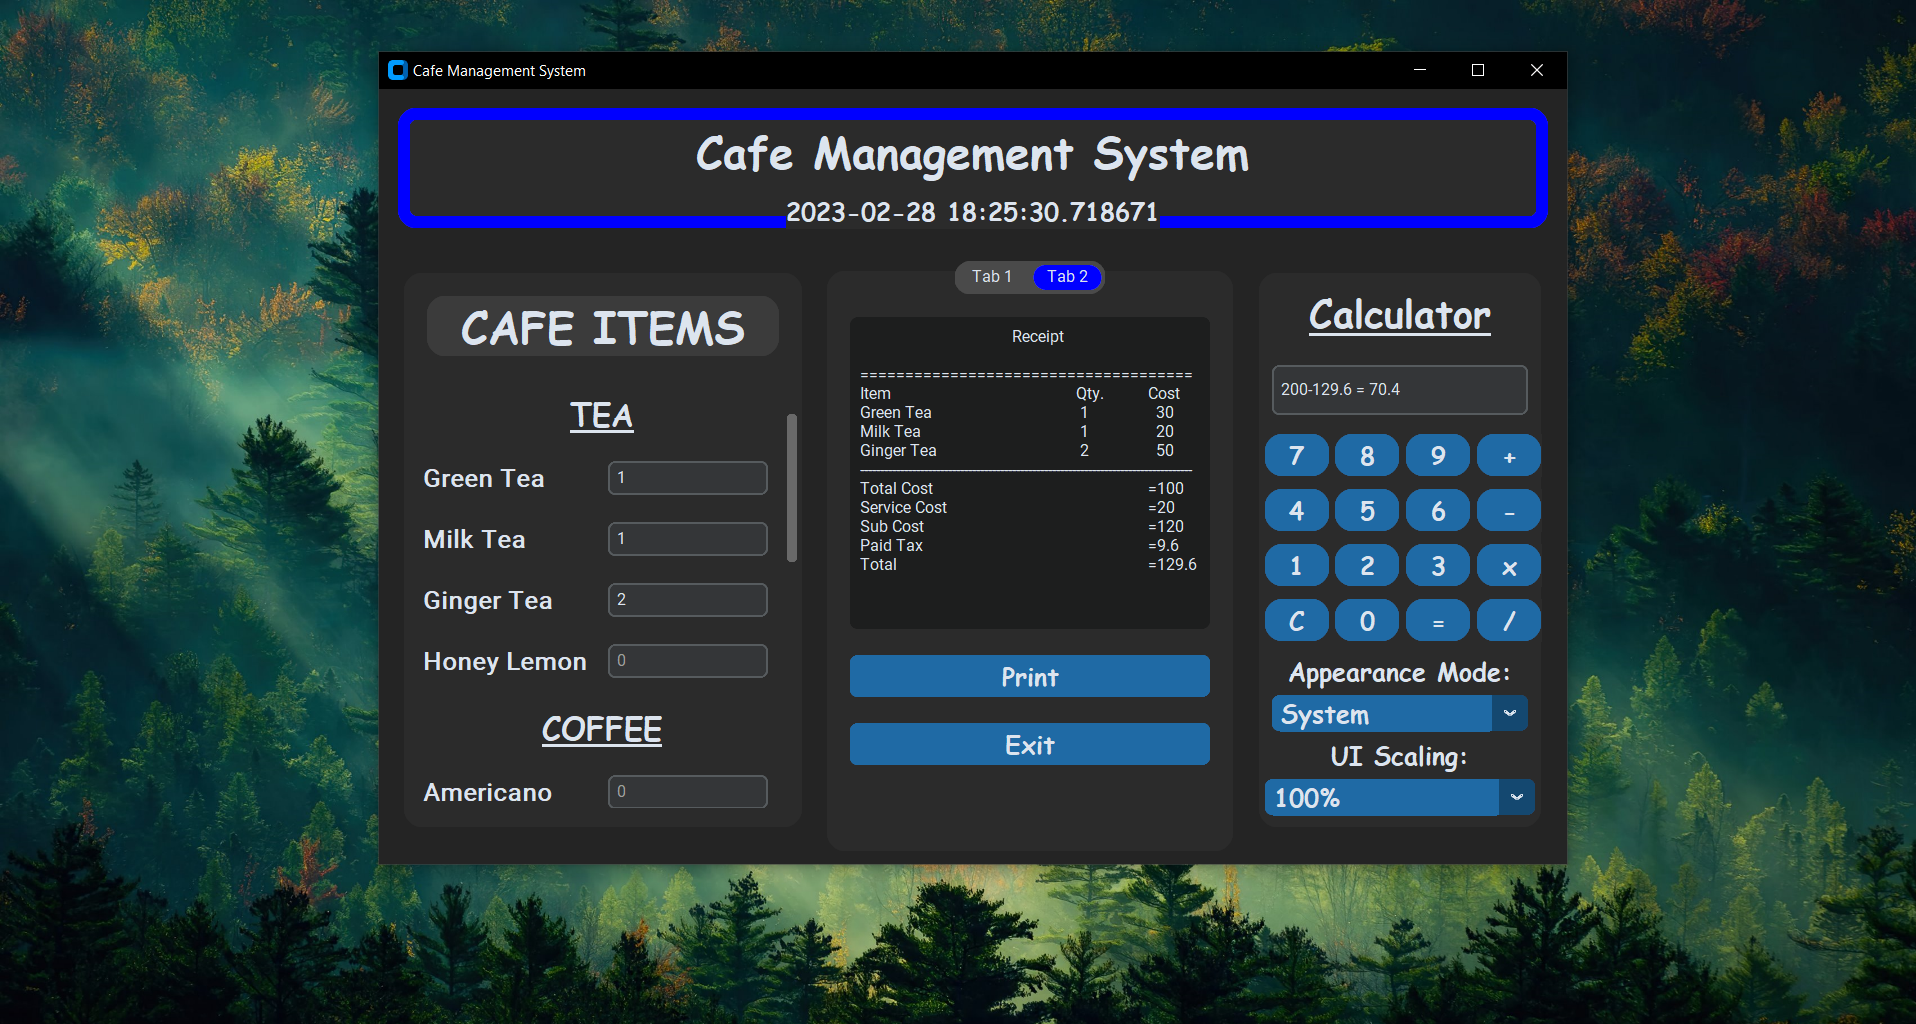 Cafe Management System
Cafe Management System
2023-02-28 18:25:30.718671
CAFE ITEMS
TEA
Green Tea 1
Milk Tea 1
Ginger Tea 2
Honey Lemon 0
COFFEE
Americano 0
Tab 1 Tab 2
Receipt
=====================================
Item Qty. Cost
Green Tea 1 30
Milk Tea 1 20
Ginger Tea 2 50
Total Cost =100
Service Cost =20
Sub Cost =120
Paid Tax =9.6
Total =129.6
Print
Exit
Calculator
200-129.6 = 70.4
7 8 9 +
4 5 6 -
1 2 3 x
C 0 = /
Appearance Mode:
System
UI Scaling:
100%